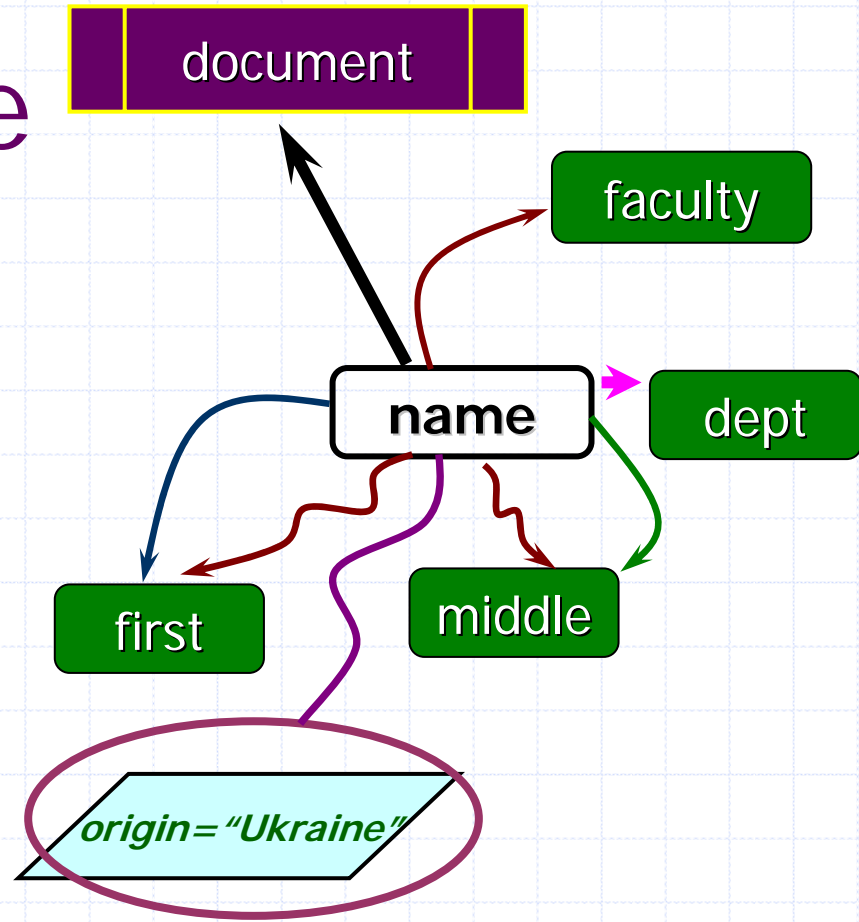 document
e
faculty
name
dept
first
middle
origin=“Ukraine”